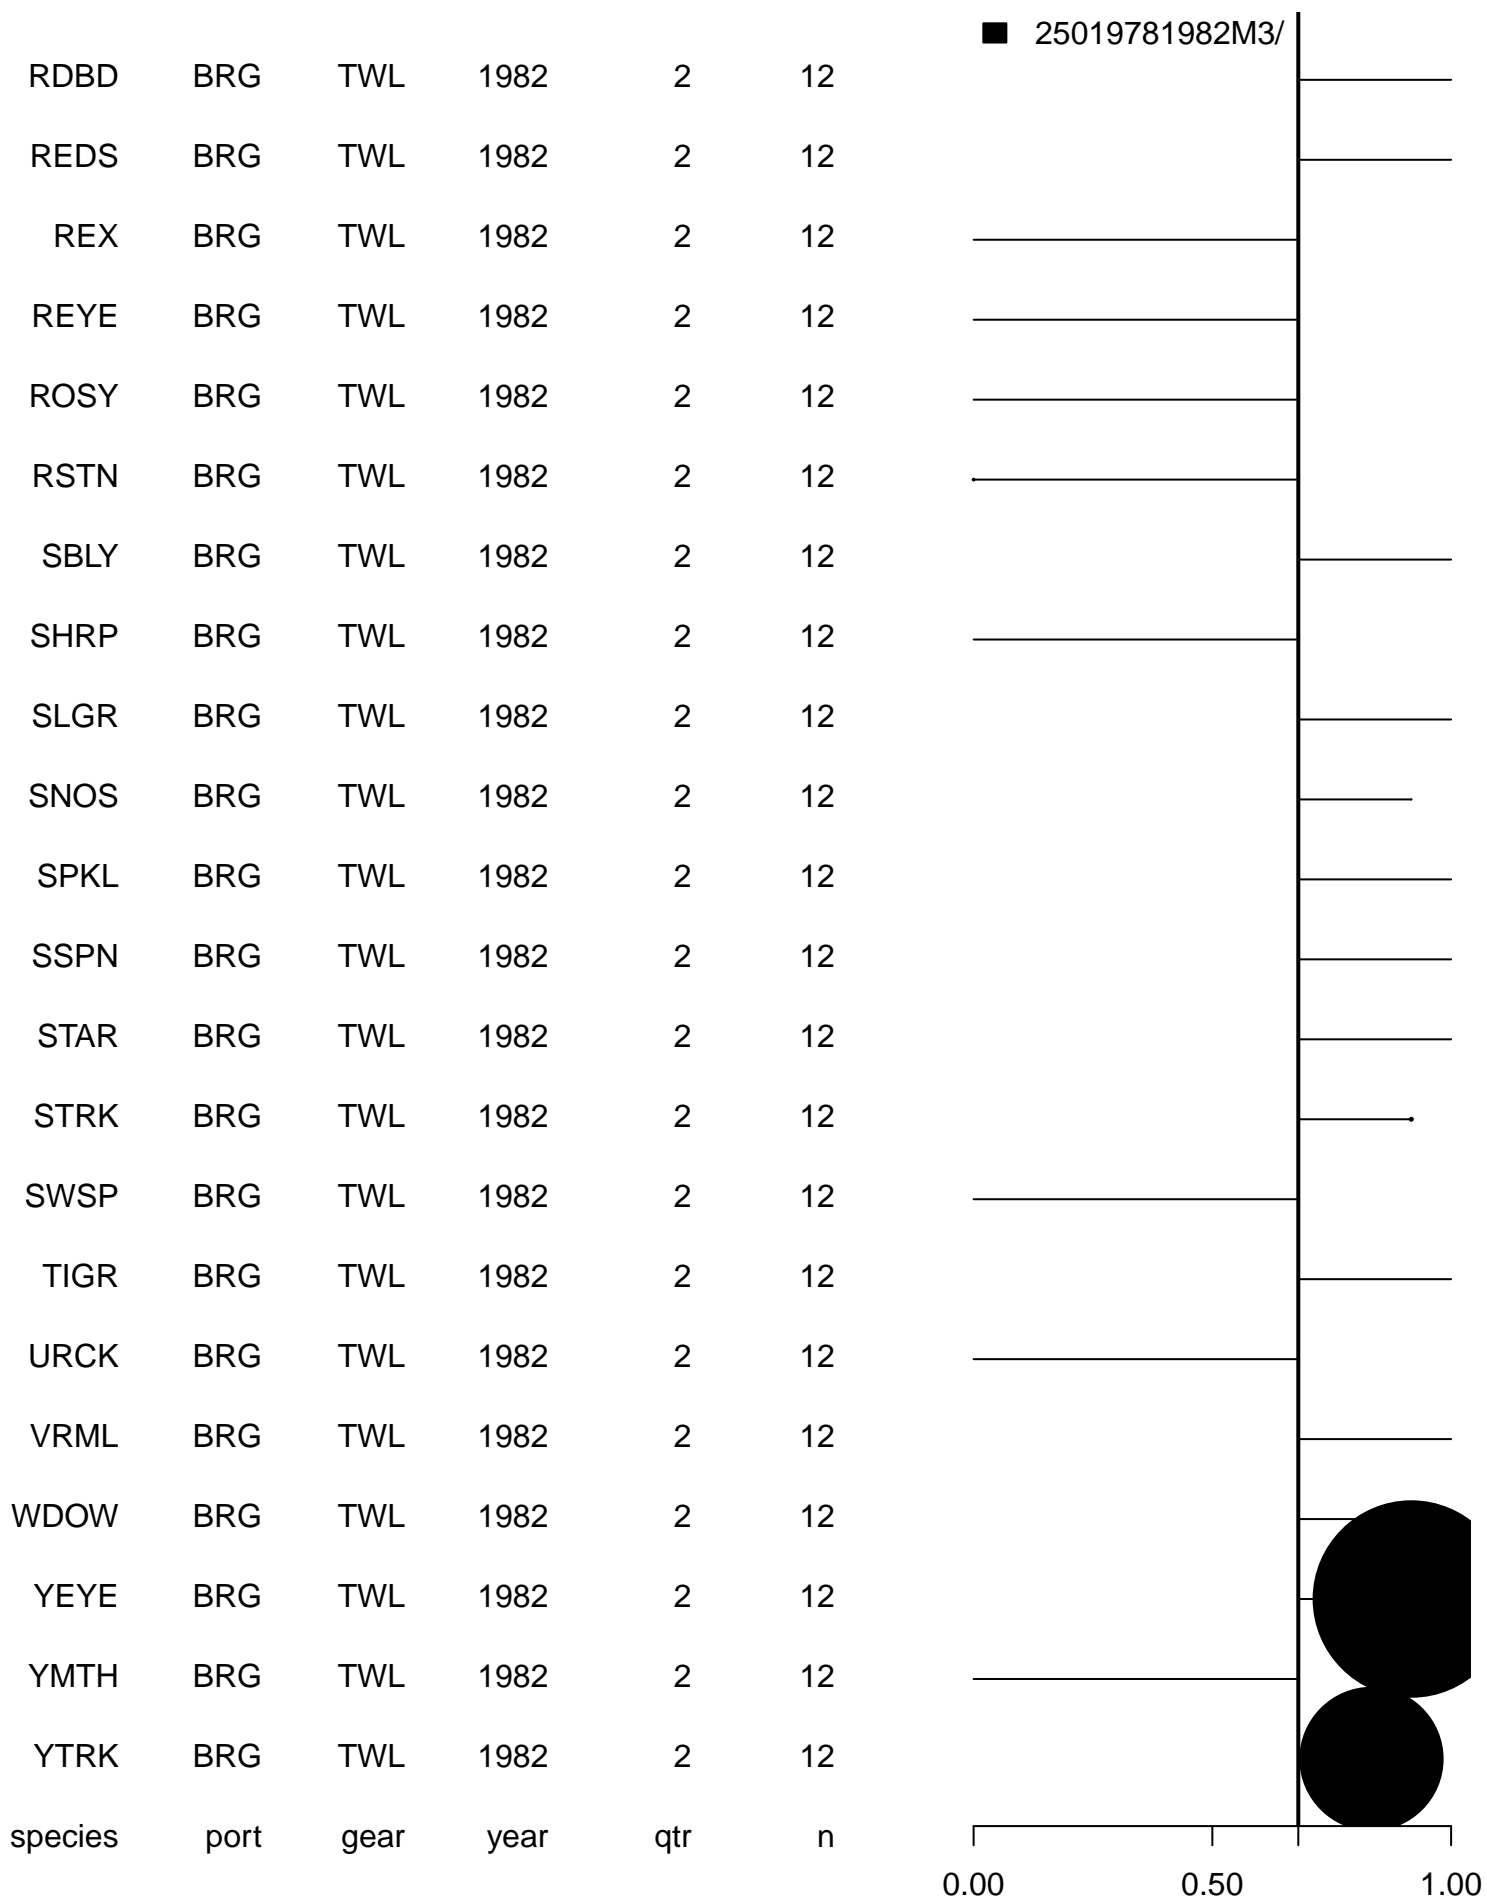 25019781982M3/
RDBD BRG TWL 1982 2 12
REDS BRG TWL 1982 2 12
REX BRG TWL 1982 2 12
REYE BRG TWL 1982 2 12
ROSY BRG TWL 1982 2 12
RSTN BRG TWL 1982 2 12
SBLY BRG TWL 1982 2 12
SHRP BRG TWL 1982 2 12
SLGR BRG TWL 1982 2 12
SNOS BRG TWL 1982 2 12
SPKL BRG TWL 1982 2 12
SSPN BRG TWL 1982 2 12
STAR BRG TWL 1982 2 12
STRK BRG TWL 1982 2 12
SWSP BRG TWL 1982 2 12
TIGR BRG TWL 1982 2 12
URCK BRG TWL 1982 2 12
VRML BRG TWL 1982 2 12
WDOW BRG TWL 1982 2 12
YEYE BRG TWL 1982 2 12
YMTH BRG TWL 1982 2 12
YTRK BRG TWL 1982 2 12
species port gear year qtr n
0.00 0.50 1.00